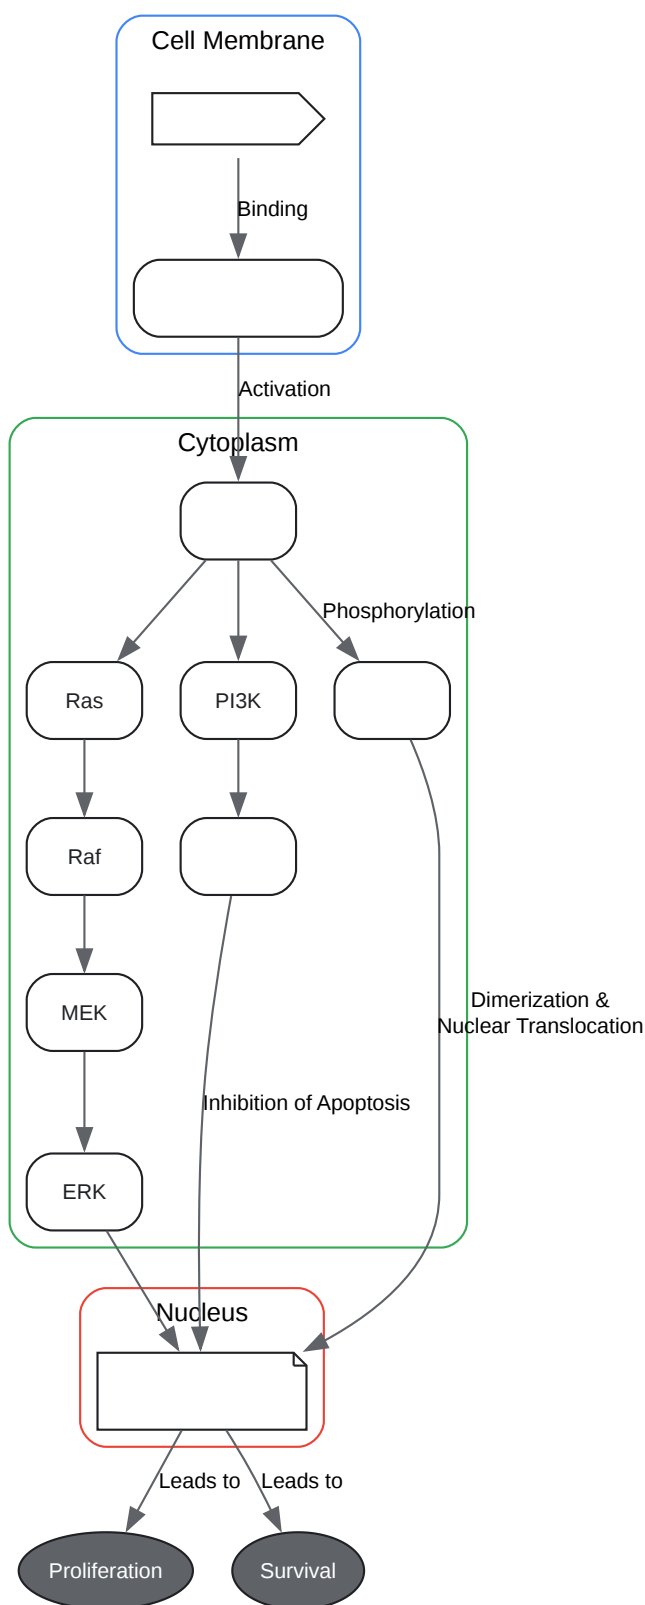 Cell Membrane
Binding
Activation
Cytoplasm
Phosphorylation
Ras
PI3K
Raf
MEK
Dimerization &
Nuclear Translocation
Inhibition of Apoptosis
ERK
Nucleus
Leads to
Leads to
Proliferation
Survival